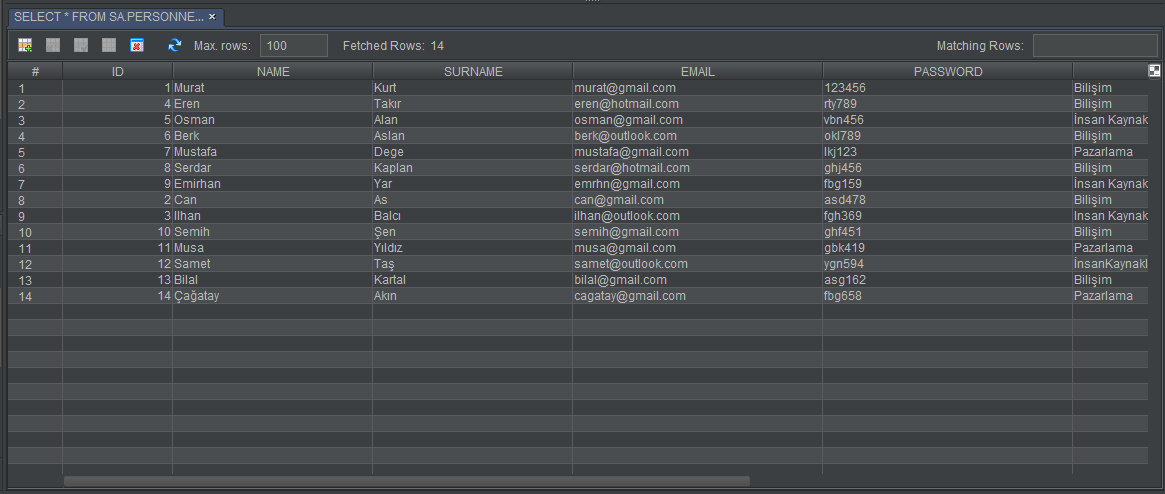 SELECT * FROM SA.PERSONNE...
Max. rows: 100 Fetched Rows: 14 Matching Rows:
# ID NAME SURNAME EMAIL PASSWORD
1 1 Murat Kurt murat@gmail.com 123456 Bilişim
2 4 Eren Takır eren@hotmail.com rty789 Bilişim
3 5 Osman Alan osman@gmail.com vbn456 İnsan Kaynak
4 6 Berk Aslan berk@outlook.com okl789 Bilişim
5 7 Mustafa Dege mustafa@gmail.com lkj123 Pazarlama
6 8 Serdar Kaplan serdar@hotmail.com ghj456 Bilişim
7 9 Emirhan Yar emrhn@gmail.com fbg159 İnsan Kaynak
8 2 Can As can@gmail.com asd478 Bilişim
9 3 Ilhan Balcı ilhan@outlook.com fgh369 İnsan Kaynak
10 10 Semih Şen semih@gmail.com ghf451 Bilişim
11 11 Musa Yıldız musa@gmail.com gbk419 Pazarlama
12 12 Samet Taş samet@outlook.com ygn594 İnsanKaynakl
13 13 Bilal Kartal bilal@gmail.com asg162 Bilişim
14 14 Çağatay Akın cagatay@gmail.com fbg658 Pazarlama